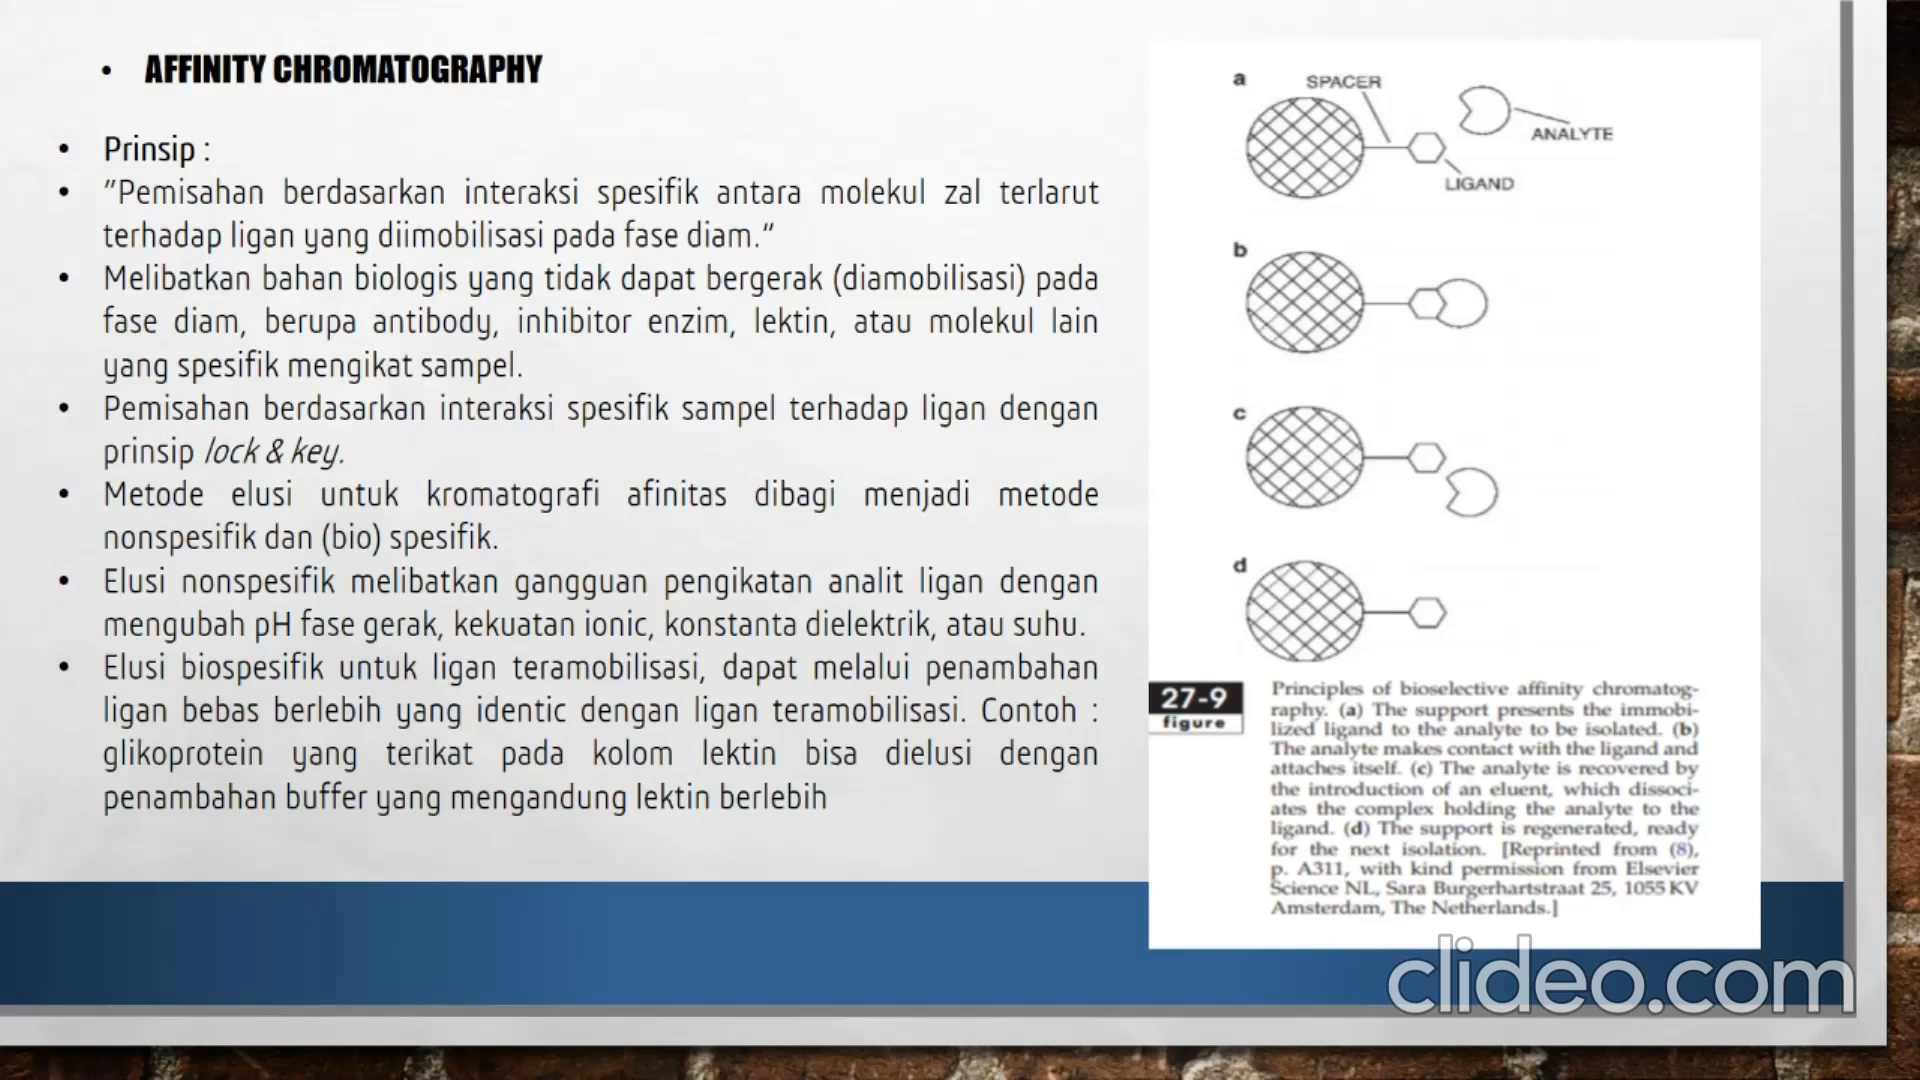 • AFFINITY CHROMATOGRAPHY
• Prinsip :
• "Pemisahan berdasarkan interaksi spesifik antara molekul zal terlarut
terhadap ligan yang diimobilisasi pada fase diam."
• Melibatkan bahan biologis yang tidak dapat bergerak (diamobilisasi) pada
fase diam, berupa antibody, inhibitor enzim, lektin, atau molekul lain
yang spesifik mengikat sampel.
• Pemisahan berdasarkan interaksi spesifik sampel terhadap ligan dengan
prinsip lock & key.
• Metode elusi untuk kromatografi afinitas dibagi menjadi metode
nonspesifik dan (bio) spesifik.
• Elusi nonspesifik melibatkan gangguan pengikatan analit ligan dengan
mengubah pH fase gerak, kekuatan ionic, konstanta dielektrik, atau suhu.
• Elusi biospesifik untuk ligan teramobilisasi, dapat melalui penambahan
ligan bebas berlebih yang identic dengan ligan teramobilisasi. Contoh :
glikoprotein yang terikat pada kolom lektin bisa dielusi dengan
penambahan buffer yang mengandung lektin berlebih
a
SPACER
ANALYTE
LIGAND
b
c
d
27-9
figure
Principles of bioselective affinity chromatog-
raphy. (a) The support presents the immobi-
lized ligand to the analyte to be isolated. (b)
The analyte makes contact with the ligand and
attaches itself. (c) The analyte is recovered by
the introduction of an eluent, which dissoci-
ates the complex holding the analyte to the
ligand. (d) The support is regenerated, ready
for the next isolation. [Reprinted from (8),
p. A311, with kind permission from Elsevier
Science NL, Sara Burgerhartstraat 25, 1055 KV
Amsterdam, The Netherlands.]
clideo.com